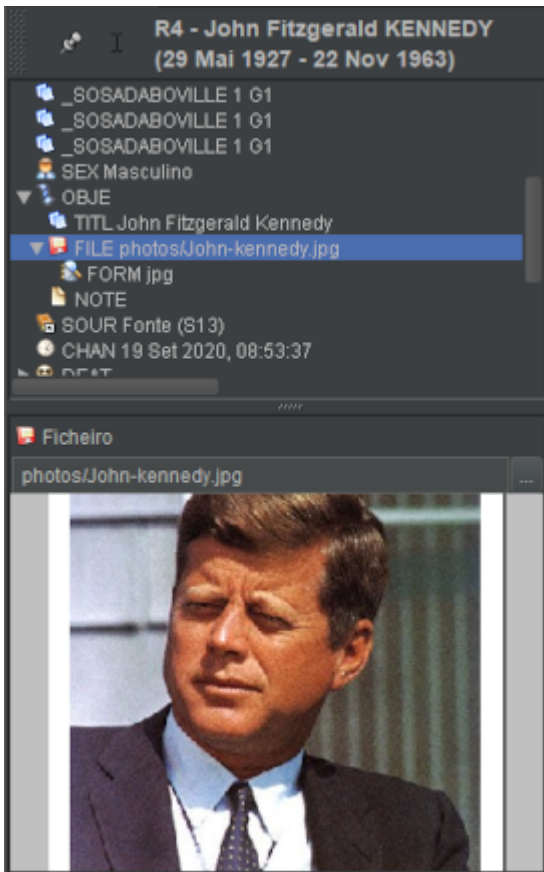 R4 - John Fitzgerald KENNEDY
(29 Mai 1927 - 22 Nov 1963)
_SOSADABOVILLE 1 G1
_SOSADABOVILLE 1 G1
_SOSADABOVILLE 1 G1
SEX Masculino
OBJE
TITL John Fitzgerald Kennedy
FILE photos/John-kennedy.jpg
FORM jpg
NOTE
SOUR Fonte (S13)
CHAN 19 Set 2020, 08:53:37
DEAT
Ficheiro
photos/John-kennedy.jpg
...